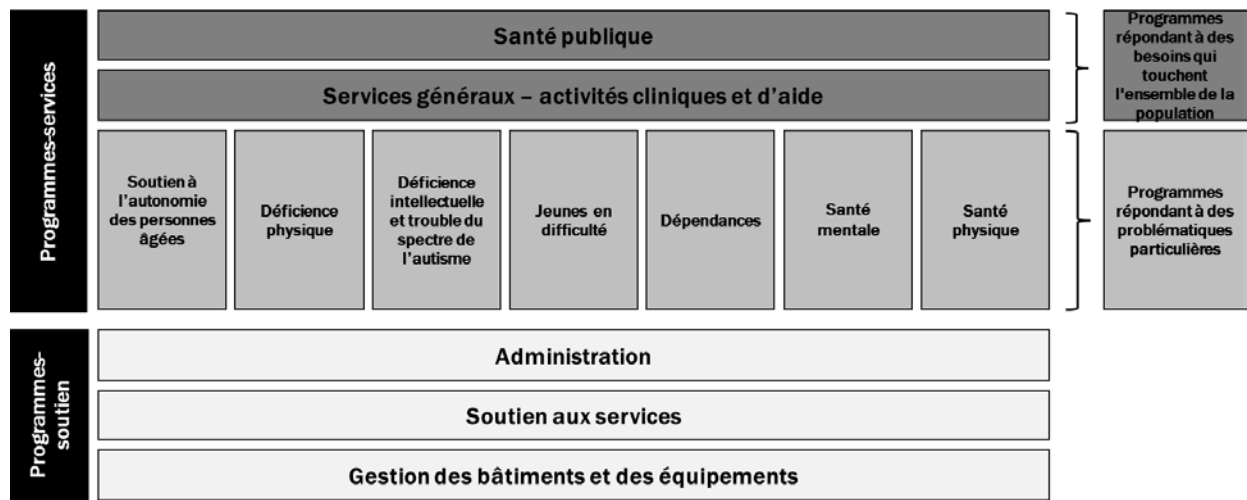 Programmes-services
Santé publique
Services généraux – activités cliniques et d’aide
Programmes
répondant à des
besoins qui
touchent
l'ensemble de la
population
Soutien à
l’autonomie
des personnes
âgées
Déficience
physique
Déficience
intellectuelle
et trouble du
spectre de
l’autisme
Jeunes en
difficulté
Dépendances
Santé
mentale
Santé
physique
Programmes
répondant à des
problématiques
particulières
Programmes-
soutien
Administration
Soutien aux services
Gestion des bâtiments et des équipements